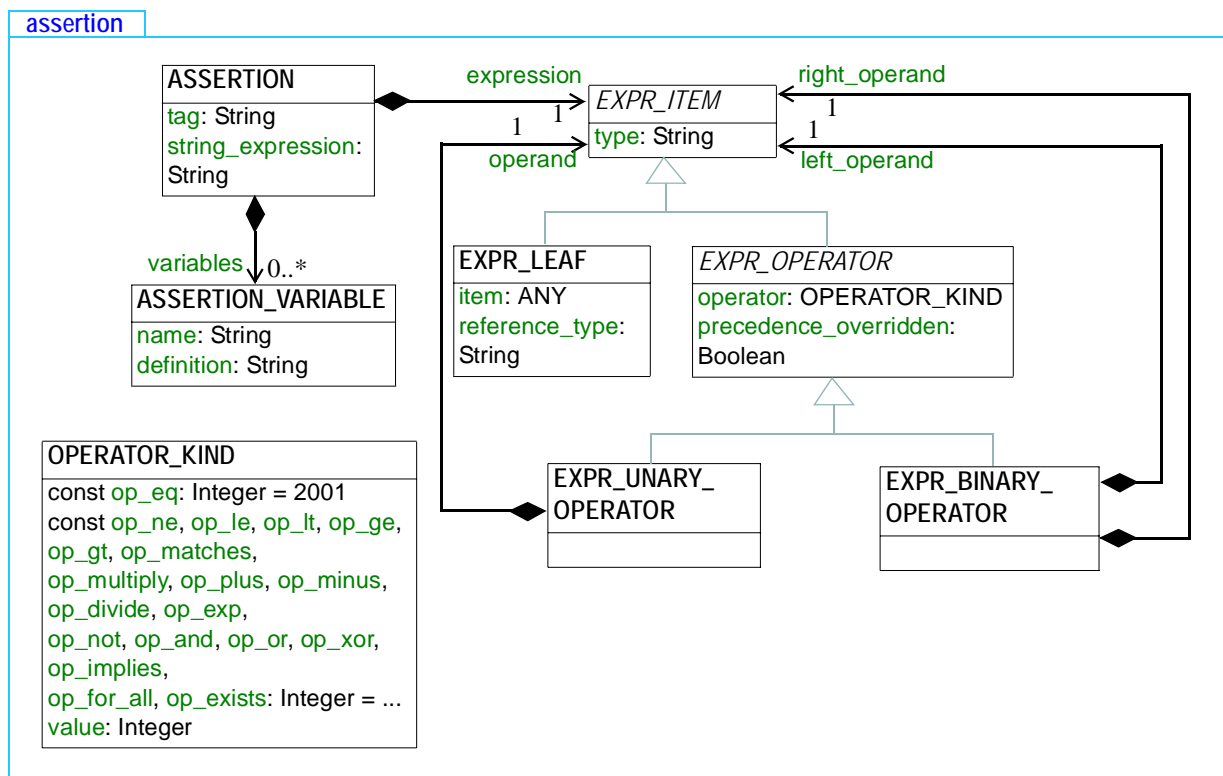 assertion
ASSERTION
tag: String
string_expression:
String
expression
1
EXPR_ITEM
type: String
1
operand
right_operand
1
1
left_operand
variables
0..*
ASSERTION_VARIABLE
name: String
definition: String
EXPR_LEAF
item: ANY
reference_type:
String
EXPR_OPERATOR
operator: OPERATOR_KIND
precedence_overridden:
Boolean
OPERATOR_KIND
const op_eq: Integer = 2001
const op_ne, op_le, op_lt, op_ge,
op_gt, op_matches,
op_multiply, op_plus, op_minus,
op_divide, op_exp,
op_not, op_and, op_or, op_xor,
op_implies,
op_for_all, op_exists: Integer = ...
value: Integer
EXPR_UNARY_
OPERATOR
EXPR_BINARY_
OPERATOR